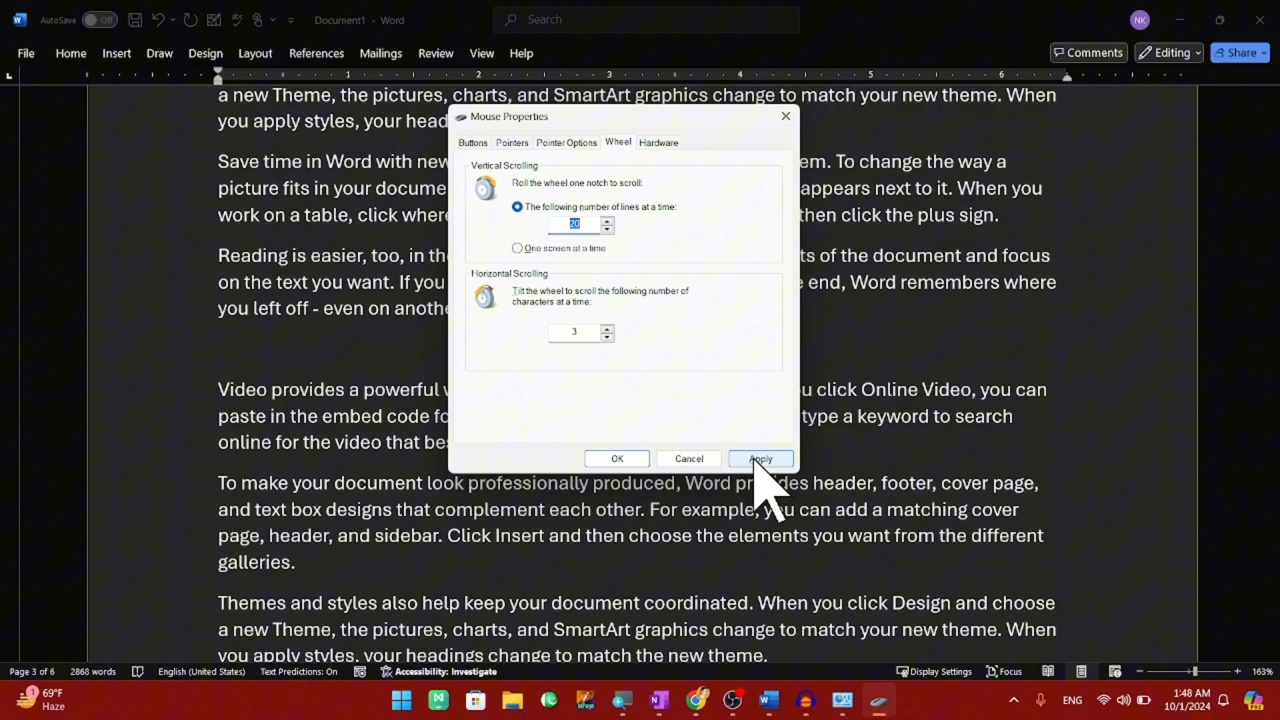 AutoSave Off Document1 - Word Search NK
File Home Insert Draw Design Layout References Mailings Review View Help Comments Editing Share
1 2 3 4 5 6
a new Theme, the pictures, charts, and SmartArt graphics change to match your new theme. When
you apply styles, your head
Save time in Word with new em. To change the way a
picture fits in your docume appears next to it. When you
work on a table, click where then click the plus sign.
Reading is easier, too, in the ts of the document and focus
on the text you want. If you e end, Word remembers where
you left off - even on anothe
Video provides a powerful w u click Online Video, you can
paste in the embed code fo type a keyword to search
online for the video that bes
To make your document look professionally produced, Word provides header, footer, cover page,
and text box designs that complement each other. For example, you can add a matching cover
page, header, and sidebar. Click Insert and then choose the elements you want from the different
galleries.
Themes and styles also help keep your document coordinated. When you click Design and choose
a new Theme, the pictures, charts, and SmartArt graphics change to match your new theme. When
you apply styles, your headings change to match the new theme.
Mouse Properties
Buttons Pointers Pointer Options Wheel Hardware
Vertical Scrolling
Roll the wheel one notch to scroll:
The following number of lines at a time:
20
One screen at a time
Horizontal Scrolling
Tilt the wheel to scroll the following number of
characters at a time:
3
OK Cancel Apply
Page 3 of 6 2868 words English (United States) Text Predictions: On Accessibility: Investigate Display Settings Focus 163%
69°F
Haze
ENG
1:48 AM
10/1/2024